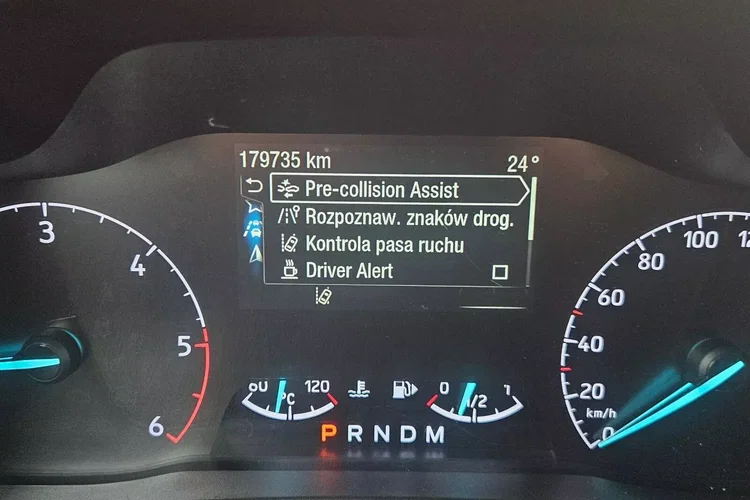 179735 km 24°
Pre-collision Assist
Rozpoznaw. znaków drog.
Kontrola pasa ruchu
Driver Alert
3
4
5
6
120
°C
0 1/2 1
P R N D M
100
80
60
40
20
km/h
0